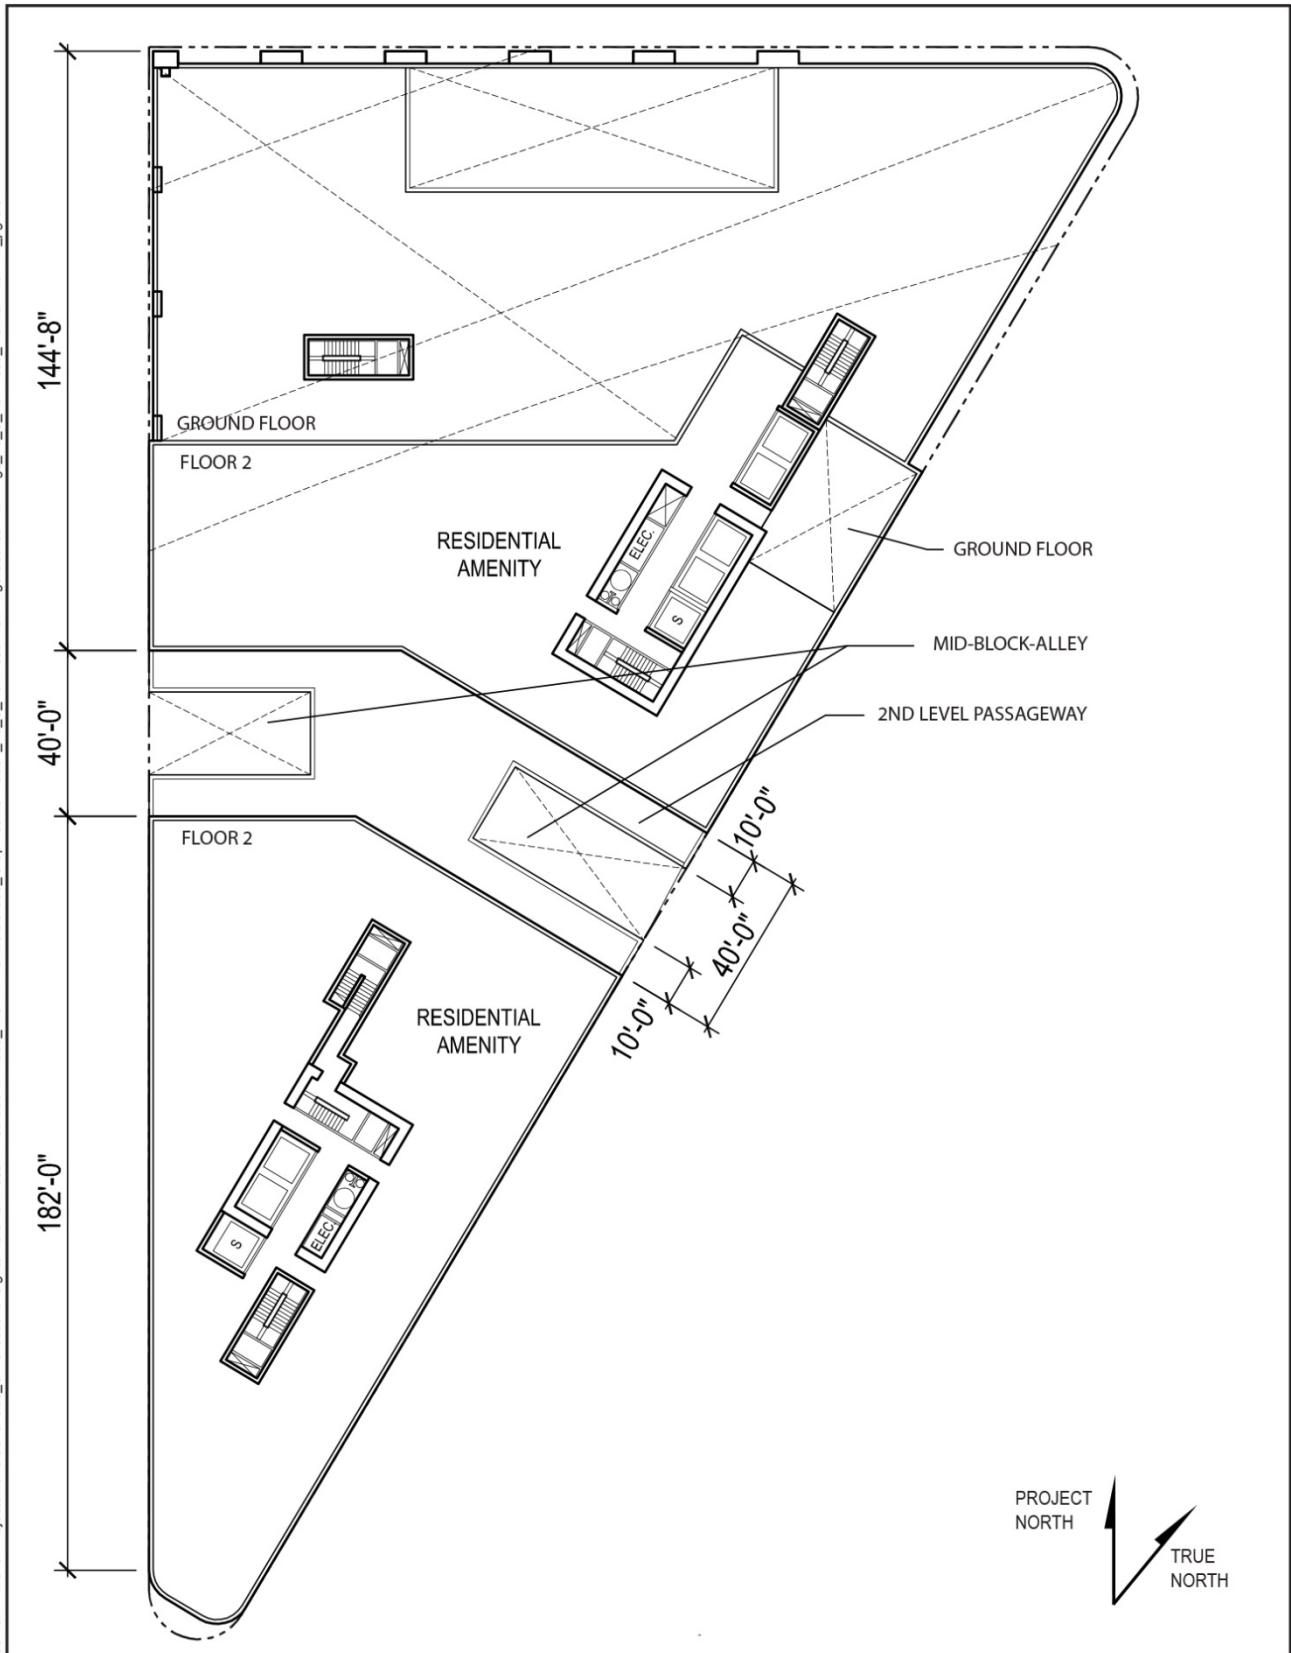 144'-8"
GROUND FLOOR
FLOOR 2
RESIDENTIAL
AMENITY
ELEC.
S
GROUND FLOOR
MID-BLOCK-ALLEY
2ND LEVEL PASSAGEWAY
40'-0"
FLOOR 2
10'-0"
40'-0"
10'-0"
RESIDENTIAL
AMENITY
182'-0"
S
ELEC.
PROJECT
NORTH
TRUE
NORTH